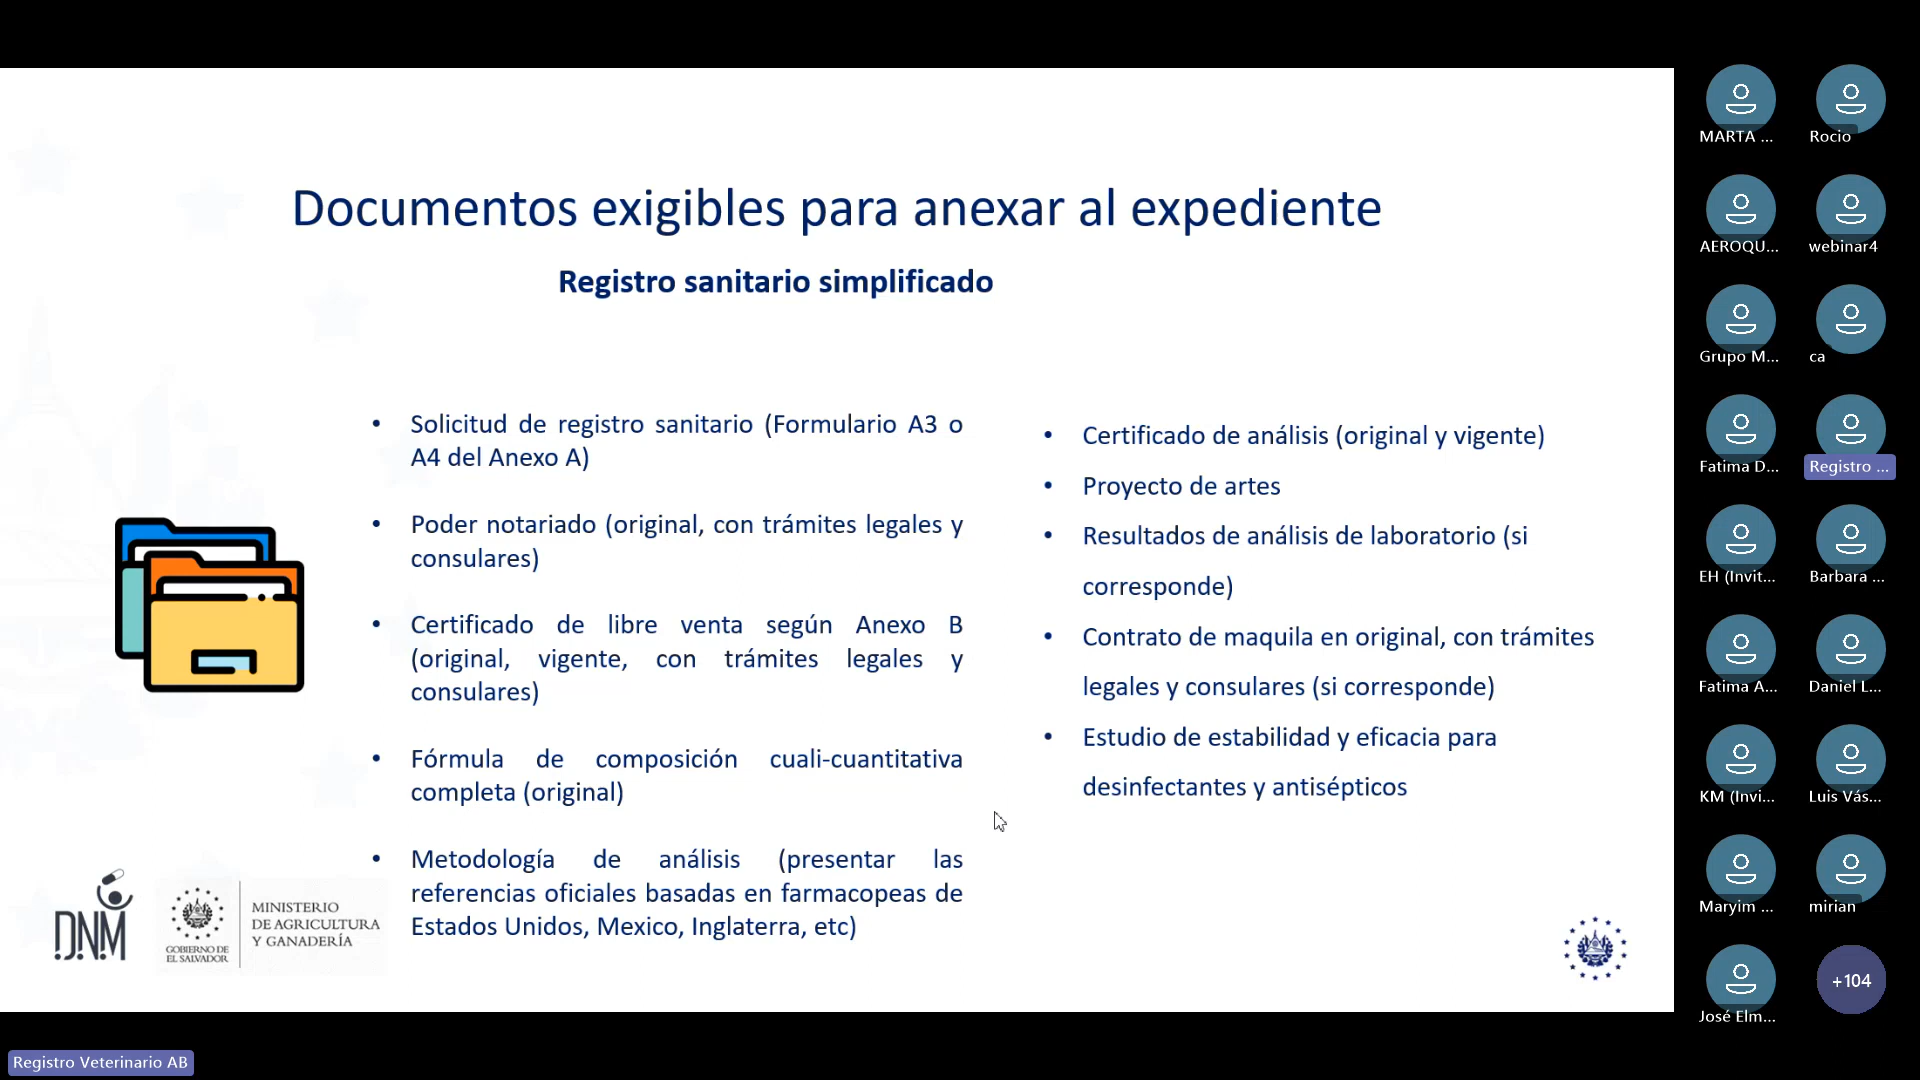 Documentos exigibles para anexar al expediente
Registro sanitario simplificado
• Solicitud de registro sanitario (Formulario A3 o
A4 del Anexo A)
• Poder notariado (original, con trámites legales y
consulares)
• Certificado de libre venta según Anexo B
(original, vigente, con trámites legales y
consulares)
• Fórmula de composición cuali-cuantitativa
completa (original)
• Metodología de análisis (presentar las
referencias oficiales basadas en farmacopeas de
Estados Unidos, Mexico, Inglaterra, etc)
• Certificado de análisis (original y vigente)
• Proyecto de artes
• Resultados de análisis de laboratorio (si
corresponde)
• Contrato de maquila en original, con trámites
legales y consulares (si corresponde)
• Estudio de estabilidad y eficacia para
desinfectantes y antisépticos
D.N.M
GOBIERNO DE
EL SALVADOR
MINISTERIO
DE AGRICULTURA
Y GANADERÍA
MARTA ...
Rocio
AEROQU...
webinar4
Grupo M...
ca
Fatima D...
Registro ...
EH (Invit...
Barbara ...
Fatima A...
Daniel L...
KM (Invi...
Luis Vás...
Maryim ...
mirian
José Elm...
+104
Registro Veterinario AB